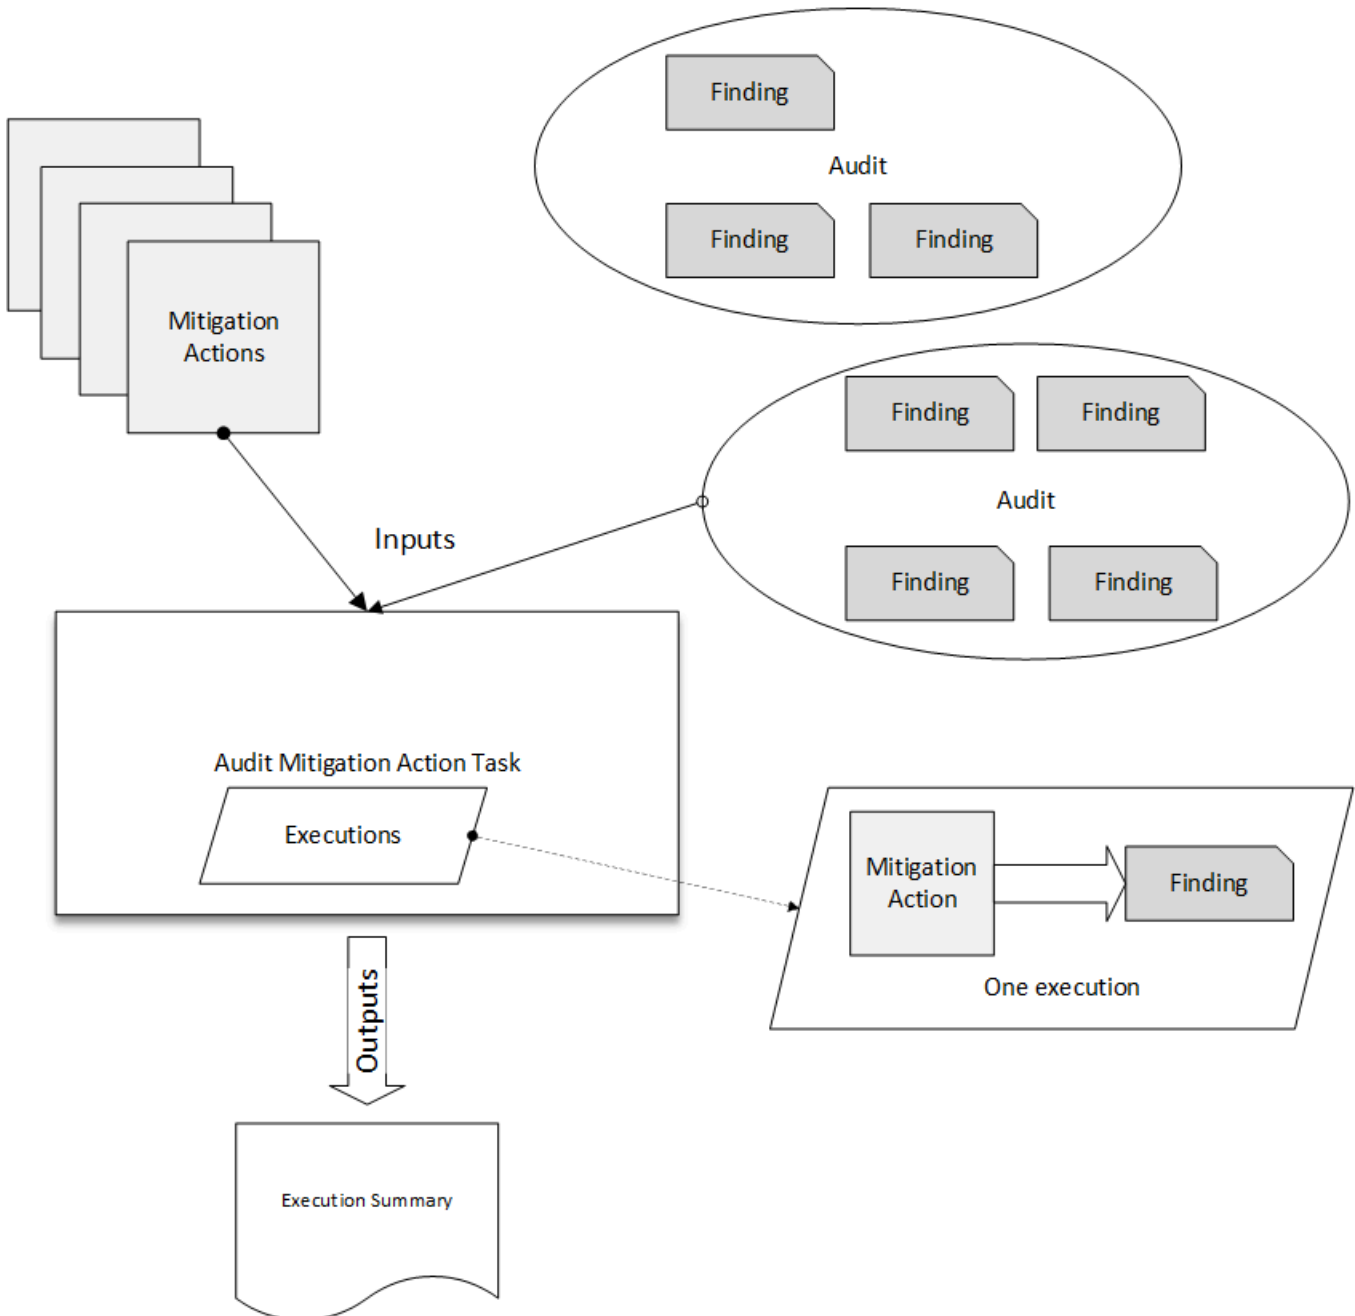 Finding
Audit
Finding
Finding
Mitigation
Actions
Finding
Finding
Audit
Inputs
Finding
Finding
Audit Mitigation Action Task
Executions
Mitigation
Action
Finding
One execution
Outputs
Execution Summary